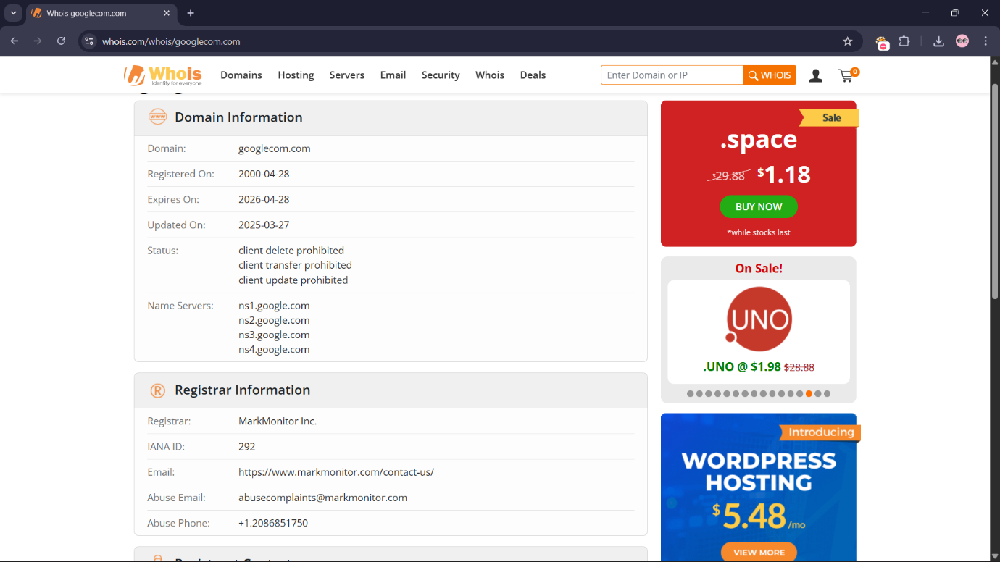 Whois googlecom.com
whois.com/whois/googlecom.com
Whois
Identity for everyone
Domains
Hosting
Servers
Email
Security
Whois
Deals
Enter Domain or IP
WHOIS
0
www
Domain Information
Domain: googlecom.com
Registered On: 2000-04-28
Expires On: 2026-04-28
Updated On: 2025-03-27
Status: client delete prohibited
client transfer prohibited
client update prohibited
Name Servers: ns1.google.com
ns2.google.com
ns3.google.com
ns4.google.com
R
Registrar Information
Registrar: MarkMonitor Inc.
IANA ID: 292
Email: https://www.markmonitor.com/contact-us/
Abuse Email: abusecomplaints@markmonitor.com
Abuse Phone: +1.2086851750
Sale
.space
$29.88 $1.18
BUY NOW
*while stocks last
On Sale!
UNO
.UNO @ $1.98 $28.88
Introducing
WORDPRESS
HOSTING
$5.48/mo
VIEW MORE